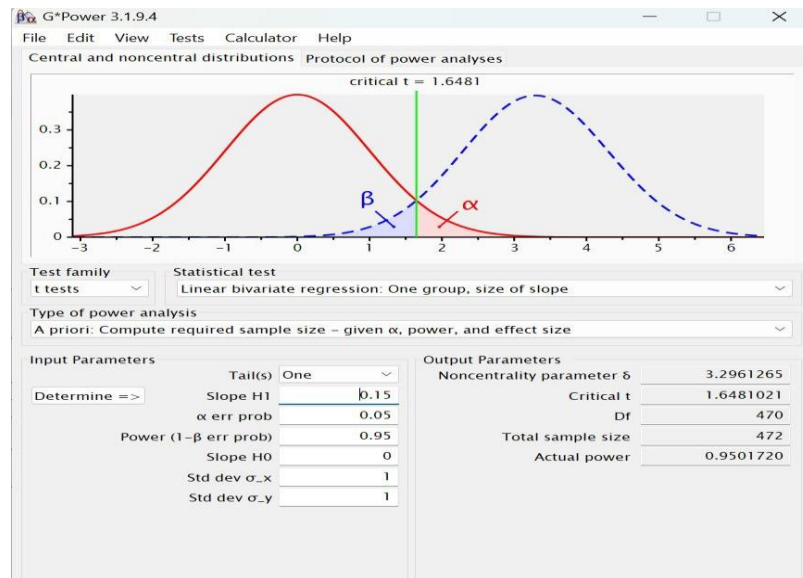 G*Power 3.1.9.4
File Edit View Tests Calculator Help
Central and noncentral distributions Protocol of power analyses
critical t = 1.6481
0.3
0.2
0.1
0
β
α
-3 -2 -1 0 1 2 3 4 5 6
Test family Statistical test
t tests Linear bivariate regression: One group, size of slope
Type of power analysis
A priori: Compute required sample size – given α, power, and effect size
Input Parameters Output Parameters
Tail(s) One Noncentrality parameter δ 3.2961265
Determine => Slope H1 0.15 Critical t 1.6481021
α err prob 0.05 Df 470
Power (1-β err prob) 0.95 Total sample size 472
Slope H0 0 Actual power 0.9501720
Std dev σ_x 1
Std dev σ_y 1